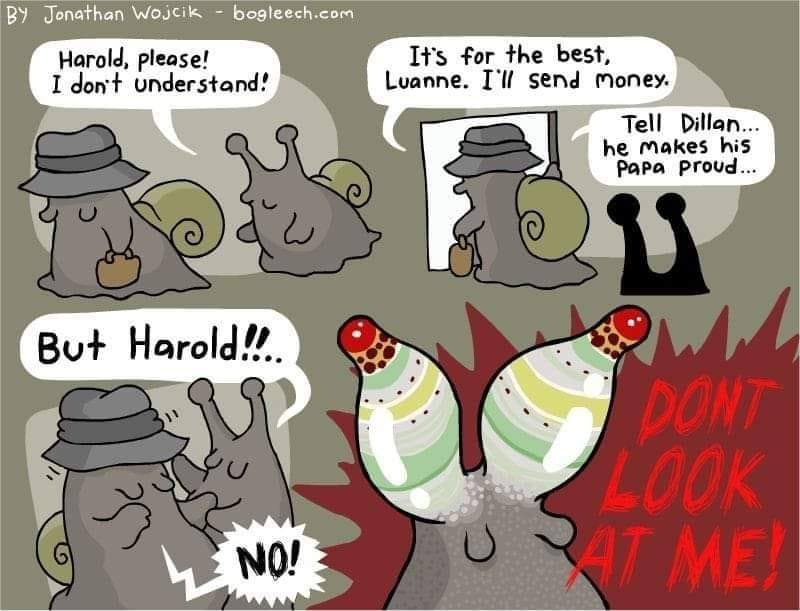 By Jonathan Wojcik - bogleech.com
Harold, please!
I don't understand!
It's for the best,
Luanne. I'll send money.
Tell Dillan...
he makes his
Papa proud...
But Harold!!..
NO!
DONT
LOOK
AT ME!